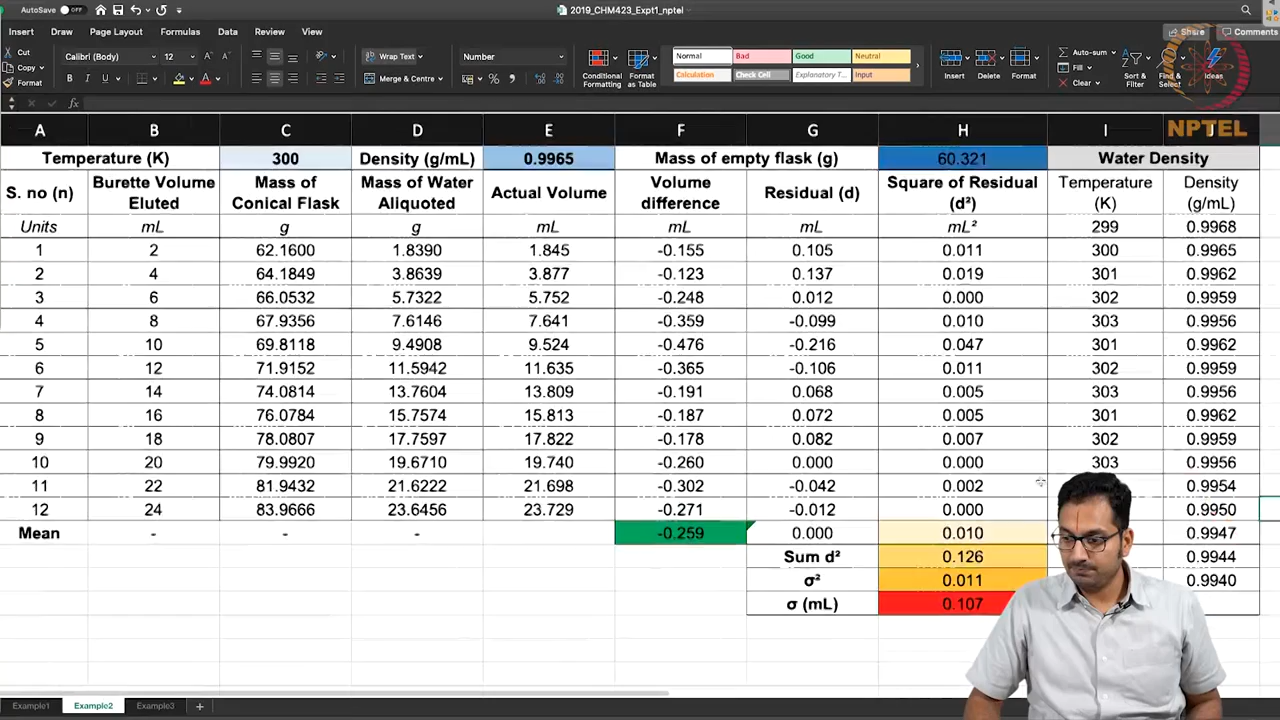 AutoSave OFF 2019_CHM423_Expt1_nptel
Insert Draw Page Layout Formulas Data Review View Share Comments
Cut Calibri (Body) 12 Wrap Text Number Normal Bad Good Neutral Auto-sum
Copy Fill
Format B I U A Merge & Centre % Conditional Formatting Format as Table Calculation Check Cell Explanatory T... Input Insert Delete Format Clear Sort & Filter Find & Select Ideas
fx
NPTEL
A B C D E F G H I J
Temperature (K) 300 Density (g/mL) 0.9965 Mass of empty flask (g) 60.321 Water Density
S. no (n) Burette Volume Eluted Mass of Conical Flask Mass of Water Aliquoted Actual Volume Volume difference Residual (d) Square of Residual (d²) Temperature (K) Density (g/mL)
Units mL g g mL mL mL mL² 299 0.9968
1 2 62.1600 1.8390 1.845 -0.155 0.105 0.011 300 0.9965
2 4 64.1849 3.8639 3.877 -0.123 0.137 0.019 301 0.9962
3 6 66.0532 5.7322 5.752 -0.248 0.012 0.000 302 0.9959
4 8 67.9356 7.6146 7.641 -0.359 -0.099 0.010 303 0.9956
5 10 69.8118 9.4908 9.524 -0.476 -0.216 0.047 301 0.9962
6 12 71.9152 11.5942 11.635 -0.365 -0.106 0.011 302 0.9959
7 14 74.0814 13.7604 13.809 -0.191 0.068 0.005 303 0.9956
8 16 76.0784 15.7574 15.813 -0.187 0.072 0.005 301 0.9962
9 18 78.0807 17.7597 17.822 -0.178 0.082 0.007 302 0.9959
10 20 79.9920 19.6710 19.740 -0.260 0.000 0.000 303 0.9956
11 22 81.9432 21.6222 21.698 -0.302 -0.042 0.002 0.9954
12 24 83.9666 23.6456 23.729 -0.271 -0.012 0.000 0.9950
Mean - - - -0.259 0.000 0.010 0.9947
Sum d² 0.126 0.9944
σ² 0.011 0.9940
σ (mL) 0.107
Example1 Example2 Example3 +